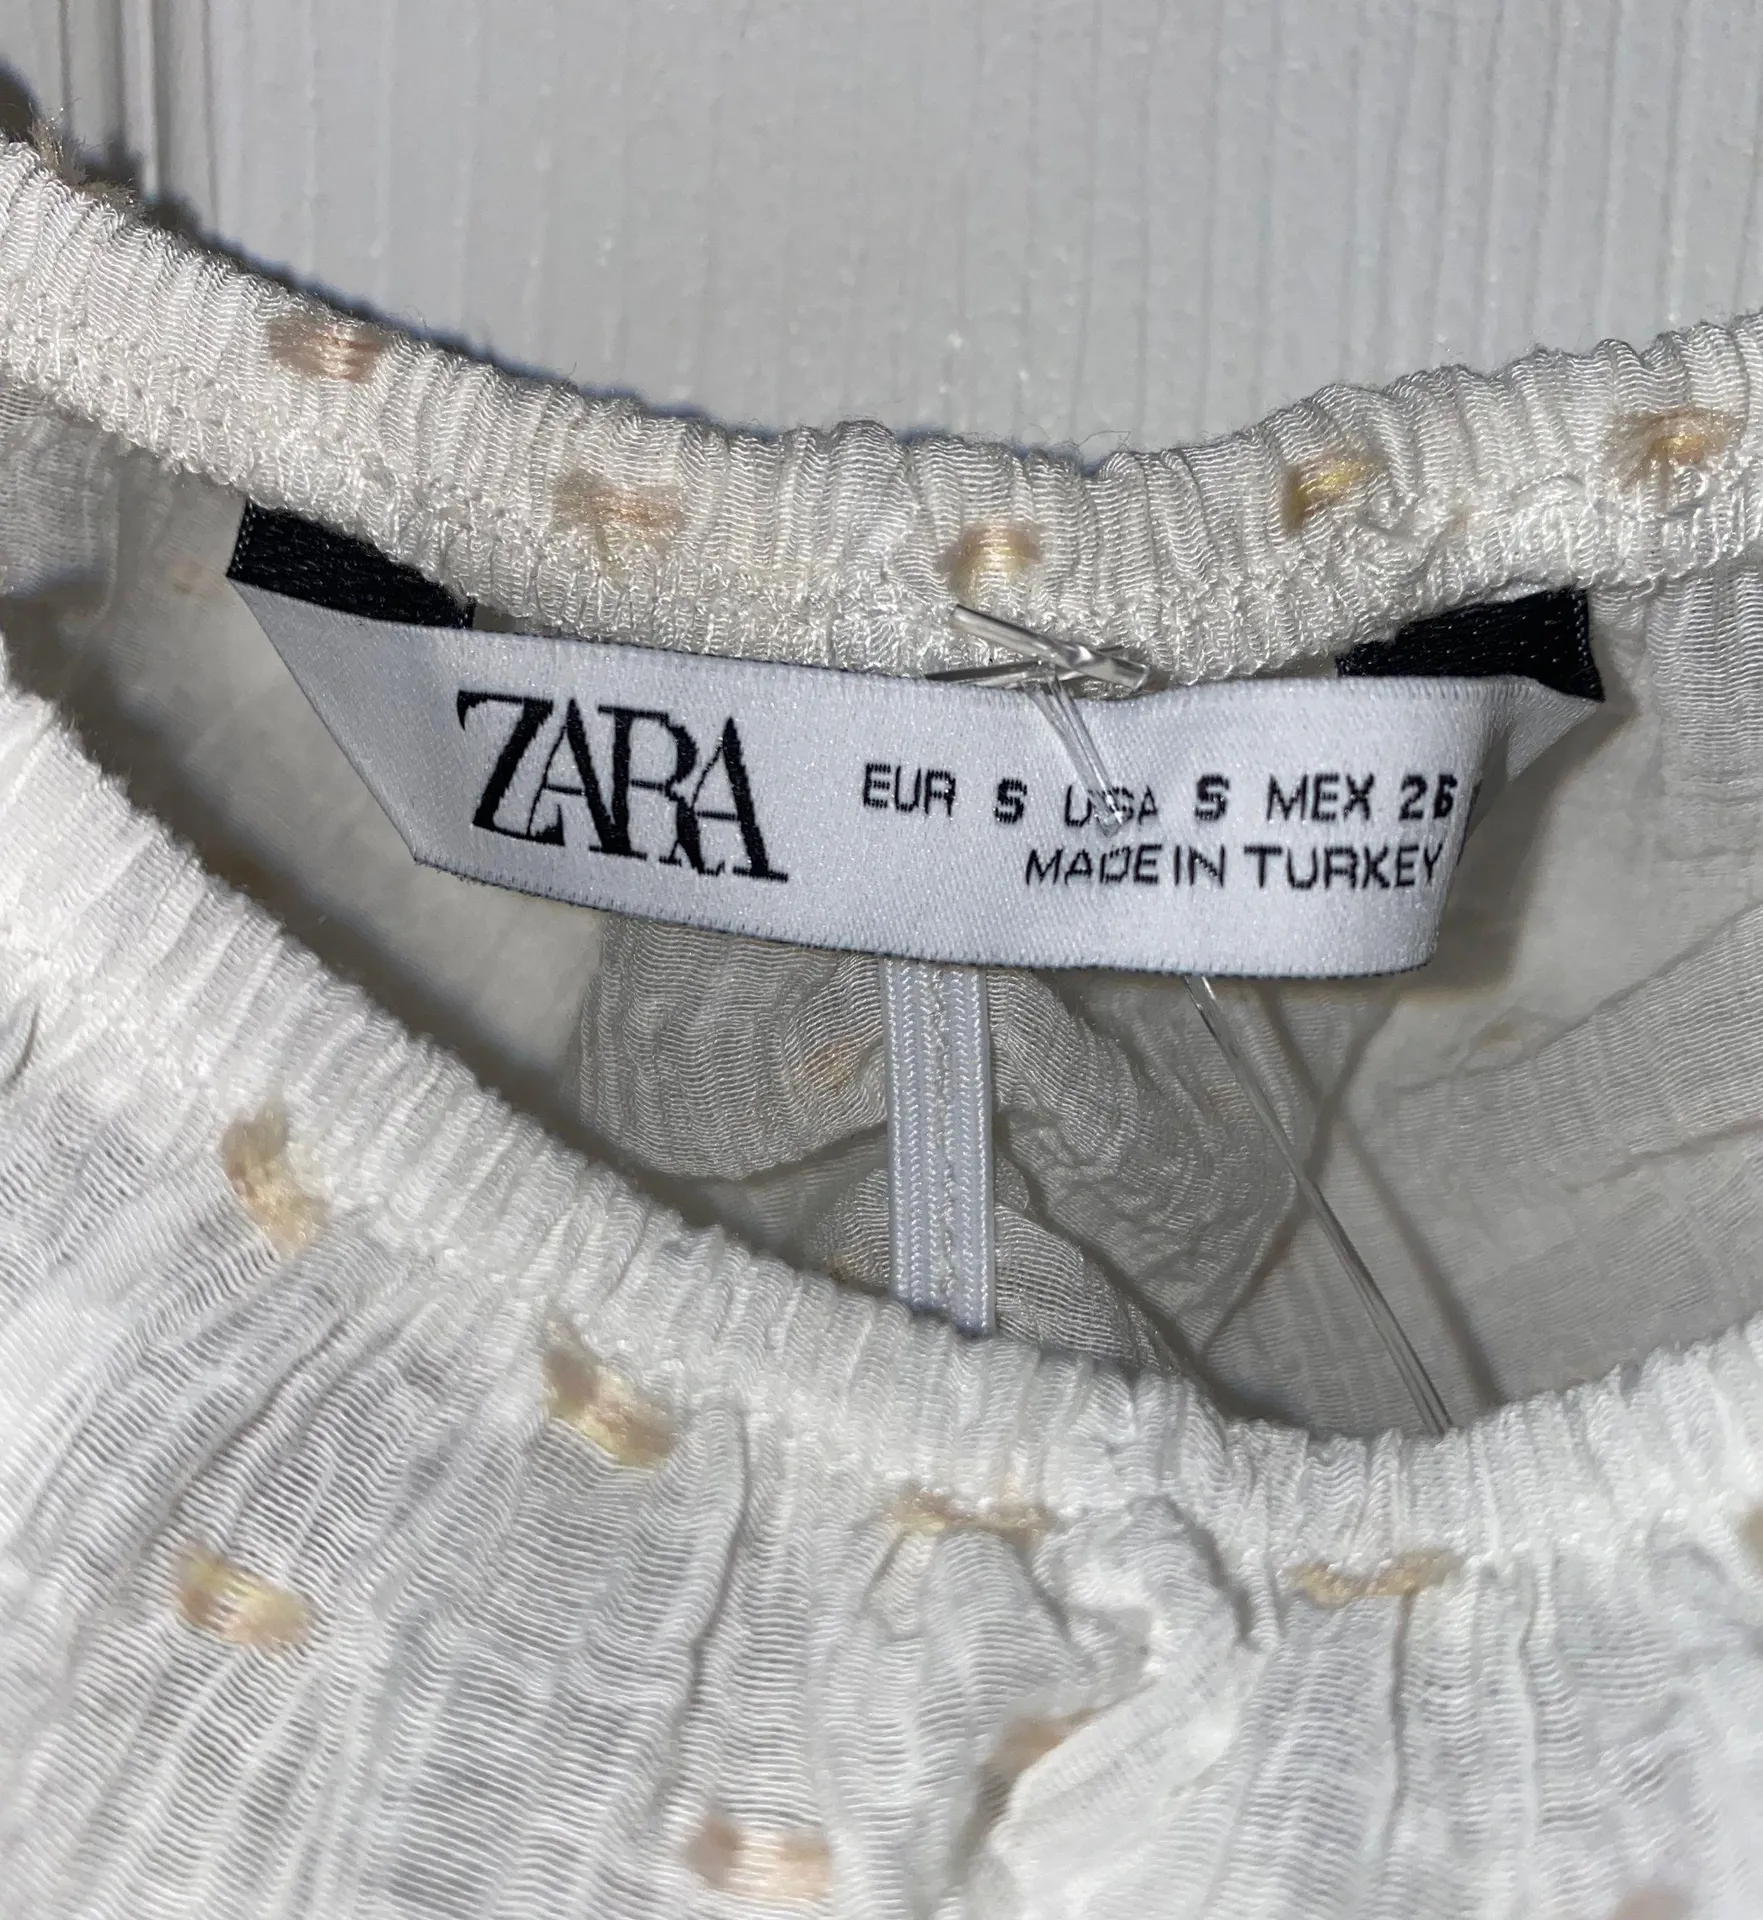 ZARA
EUR S USA S MEX 26
MADE IN TURKEY